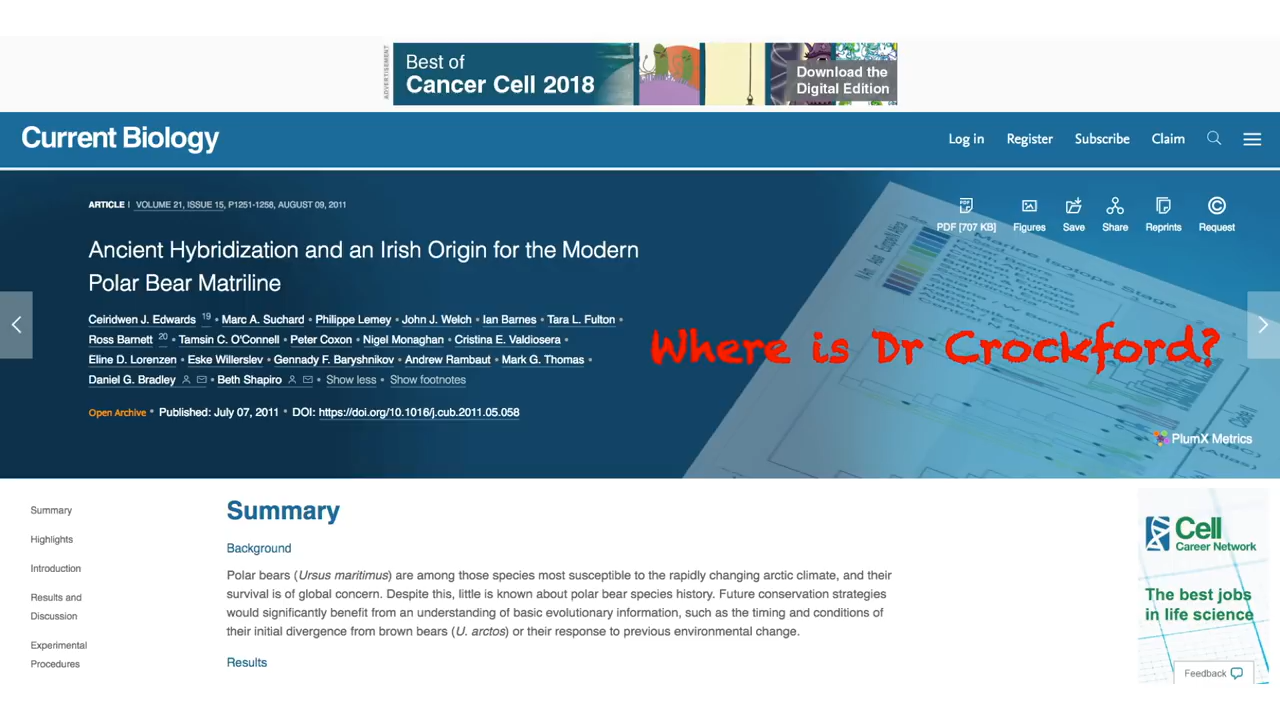 ADVERTISEMENT
Best of
Cancer Cell 2018
Download the
Digital Edition
Current Biology
Log in Register Subscribe Claim
ARTICLE | VOLUME 21, ISSUE 15, P1251-1258, AUGUST 09, 2011
PDF [707 KB] Figures Save Share Reprints Request
Ancient Hybridization and an Irish Origin for the Modern
Polar Bear Matriline
Ceiridwen J. Edwards 19 • Marc A. Suchard • Philippe Lemey • John J. Welch • Ian Barnes • Tara L. Fulton •
Ross Barnett 20 • Tamsin C. O'Connell • Peter Coxon • Nigel Monaghan • Cristina E. Valdiosera •
Eline D. Lorenzen • Eske Willerslev • Gennady F. Baryshnikov • Andrew Rambaut • Mark G. Thomas •
Daniel G. Bradley • Beth Shapiro • Show less • Show footnotes
Open Archive • Published: July 07, 2011 • DOI: https://doi.org/10.1016/j.cub.2011.05.058
Where is Dr Crockford?
PlumX Metrics
Summary
Highlights
Introduction
Results and
Discussion
Experimental
Procedures
Summary
Background
Polar bears (Ursus maritimus) are among those species most susceptible to the rapidly changing arctic climate, and their
survival is of global concern. Despite this, little is known about polar bear species history. Future conservation strategies
would significantly benefit from an understanding of basic evolutionary information, such as the timing and conditions of
their initial divergence from brown bears (U. arctos) or their response to previous environmental change.
Results
Cell
Career Network
The best jobs
in life science
Feedback